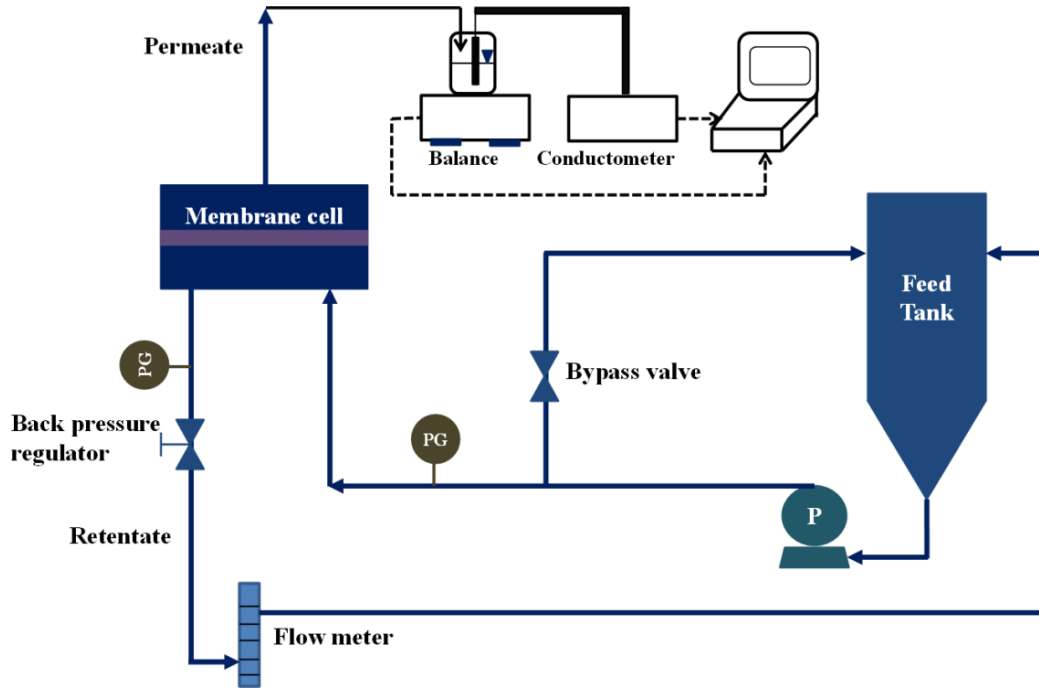 Permeate
Balance
Conductometer
Membrane cell
Feed
Tank
PG
Bypass valve
Back pressure
regulator
PG
P
Retentate
Flow meter